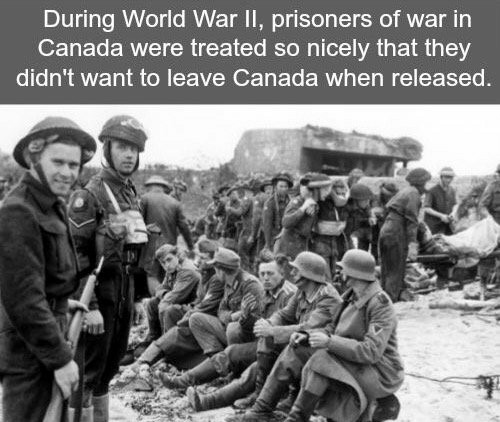 During World War II, prisoners of war in
Canada were treated so nicely that they
didn't want to leave Canada when released.